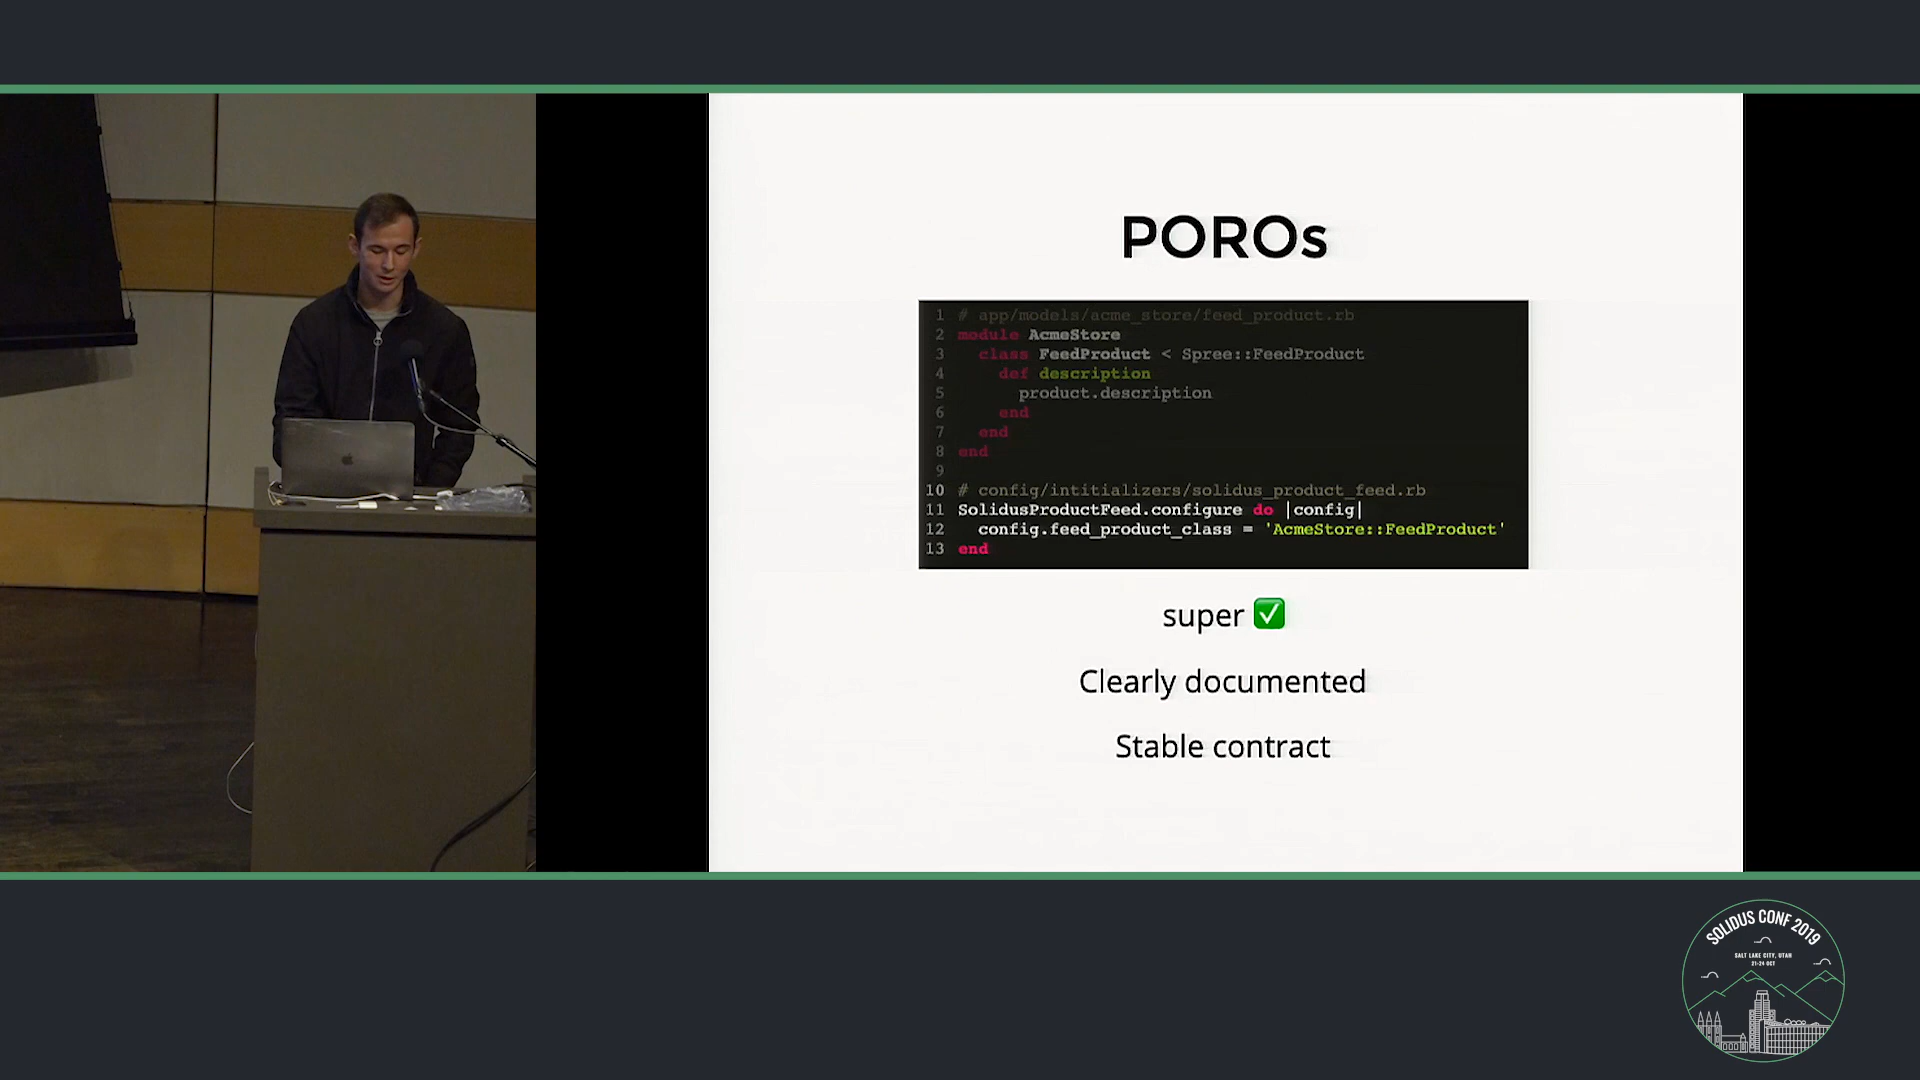 POROs
1 # app/models/acme_store/feed_product.rb
2 module AcmeStore
3 class FeedProduct < Spree::FeedProduct
4 def description
5 product.description
6 end
7 end
8 end
9
10 # config/intitializers/solidus_product_feed.rb
11 SolidusProductFeed.configure do |config|
12 config.feed_product_class = 'AcmeStore::FeedProduct'
13 end
super ✅
Clearly documented
Stable contract
SOLIDUS CONF 2019
SALT LAKE CITY, UTAH
21-24 OCT